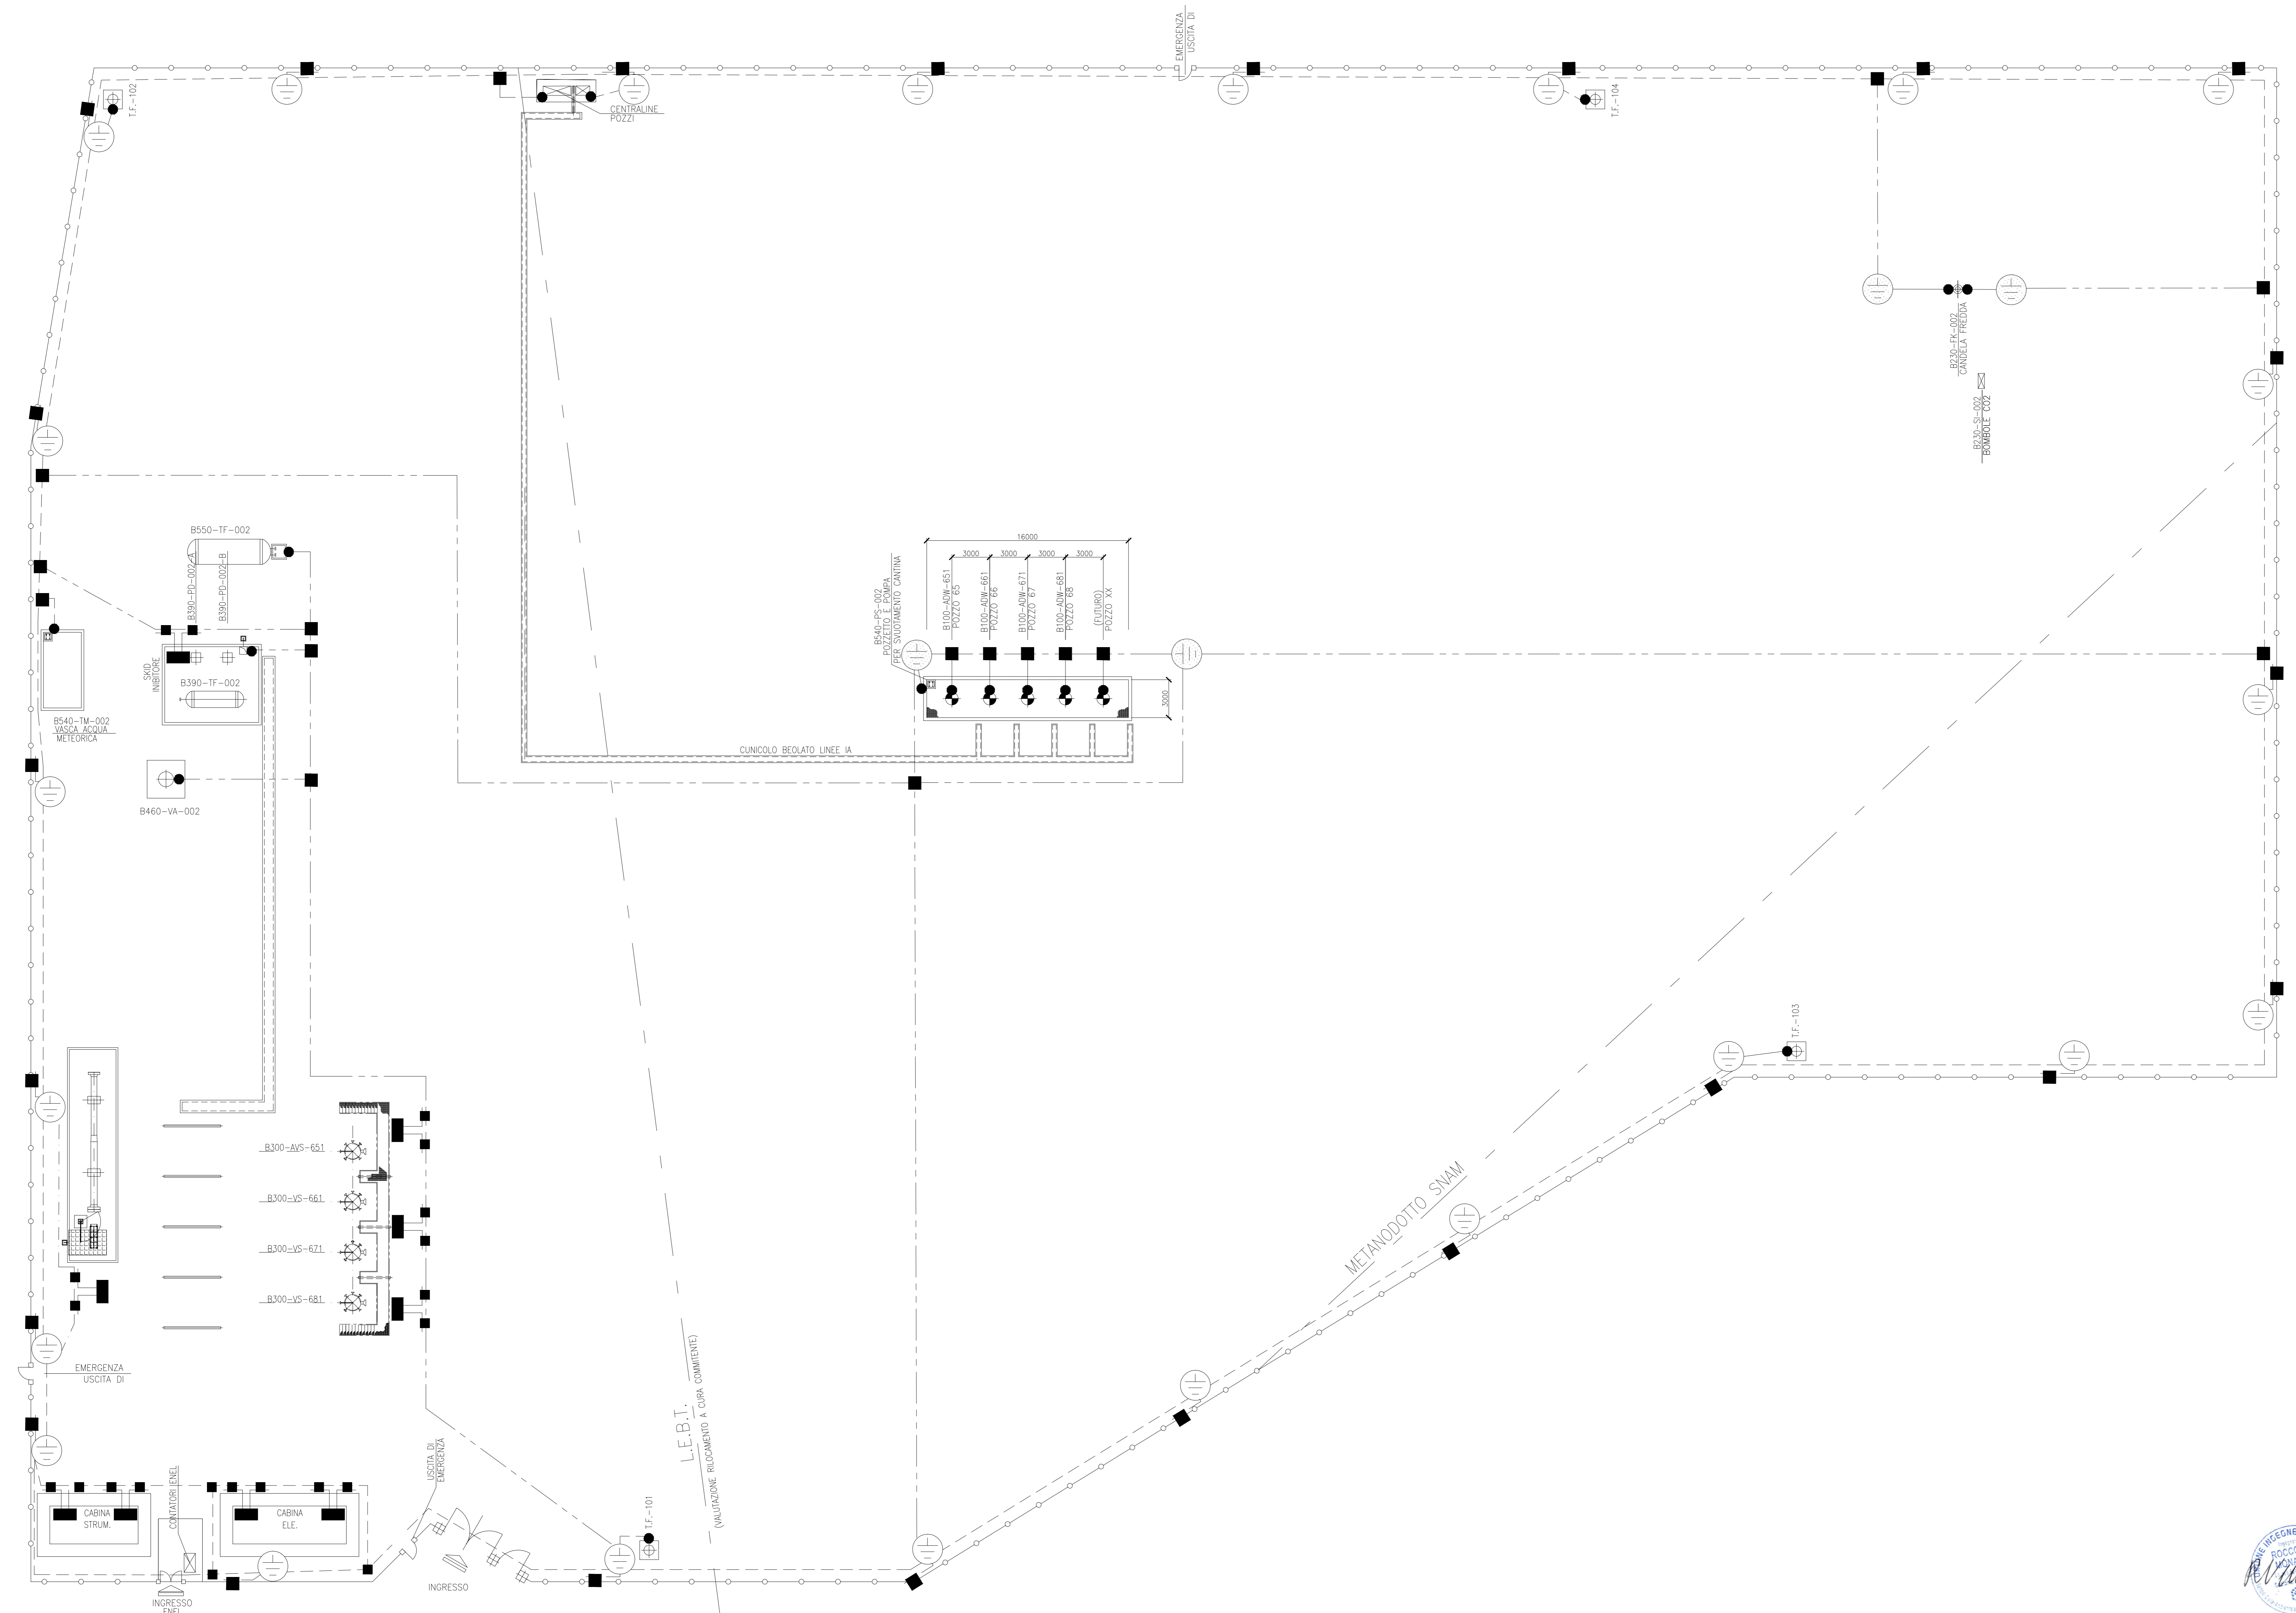 EMERGENZA
USCITA DI
T.F.-102
CENTRALINE
POZZI
T.F.-104
B230-FK-002
CANDELA FREDDA
B230-SI-002
BOMBOLE CO2
B550-TF-002
B390-PD-002-A
B390-PD-002-B
SKID
INIBITORE
B390-TF-002
B540-TM-002
VASCA ACQUA
METEORICA
B460-VA-002
16000
3000
3000
3000
3000
B540-PS-002
POZZETTO E POMPA
PER SVUOTAMENTO CANTINA
B100-ADW-651
POZZO 65
B100-ADW-661
POZZO 66
B100-ADW-671
POZZO 67
B100-ADW-681
POZZO 68
(FUTURO)
POZZO XX
3000
CUNICOLO BEOLATO LINEE IA
T.F.-103
B300-AVS-651
B300-VS-661
B300-VS-671
B300-VS-681
METANODOTTO SNAM
EMERGENZA
USCITA DI
L.E.B.T.
(VALUTAZIONE RILOCAMENTO A CURA COMMITENTE)
USCITA DI
EMERGENZA
CONTATORI ENEL
CABINA
STRUM.
CABINA
ELE.
T.F.-101
INGRESSO
INGRESSO
ENEL